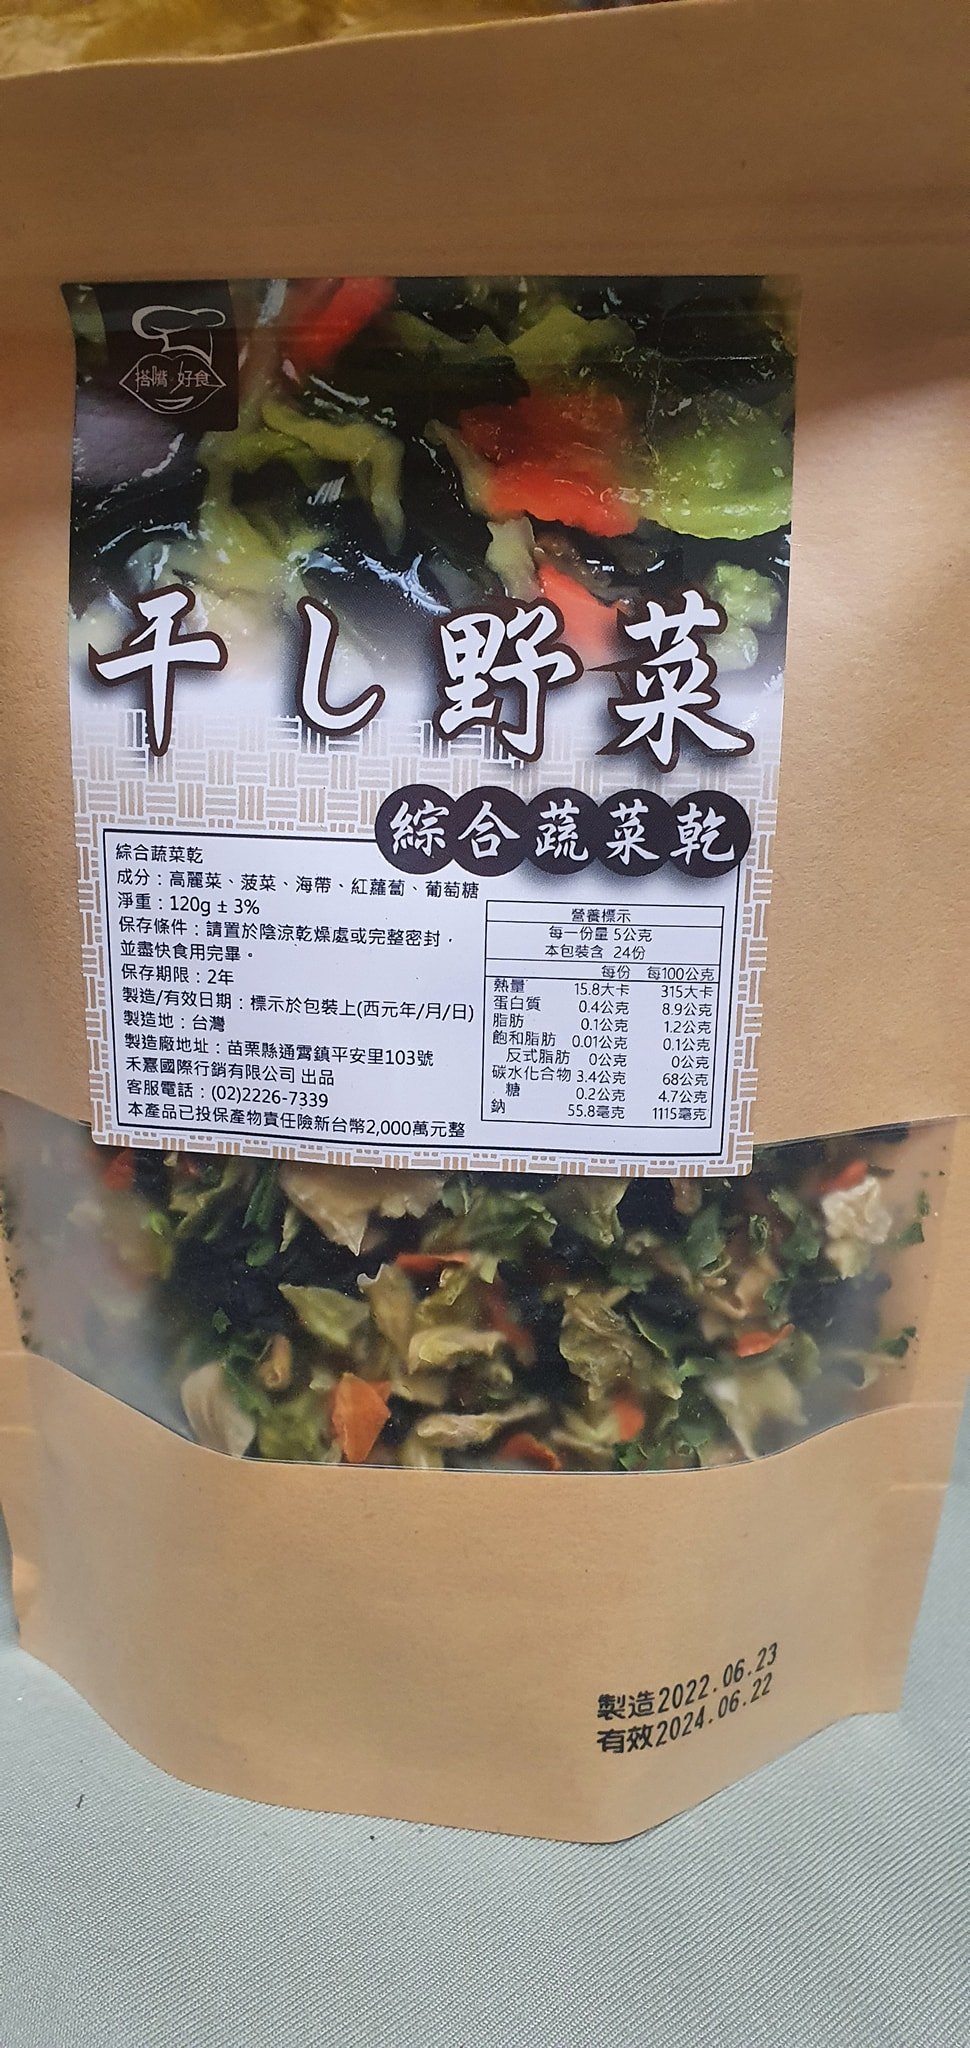 搭嘴 好食
干し野菜
綜合蔬菜乾
綜合蔬菜乾
成分：高麗菜、菠菜、海帶、紅蘿蔔、葡萄糖
淨重：120g ± 3%
保存條件：請置於陰涼乾燥處或完整密封，
並盡快食用完畢。
保存期限：2年
製造/有效日期：標示於包裝上(西元年/月/日)
製造地：台灣
製造廠地址：苗栗縣通霄鎮平安里103號
禾熹國際行銷有限公司 出品
客服電話：(02)2226-7339
本產品已投保產物責任險新台幣2,000萬元整
營養標示
每一份量 5公克
本包裝含 24份
每份 每100公克
熱量 15.8大卡 315大卡
蛋白質 0.4公克 8.9公克
脂肪 0.1公克 1.2公克
飽和脂肪 0.01公克 0.1公克
反式脂肪 0公克 0公克
碳水化合物 3.4公克 68公克
糖 0.2公克 4.7公克
鈉 55.8毫克 1115毫克
製造2022.06.23
有效2024.06.22